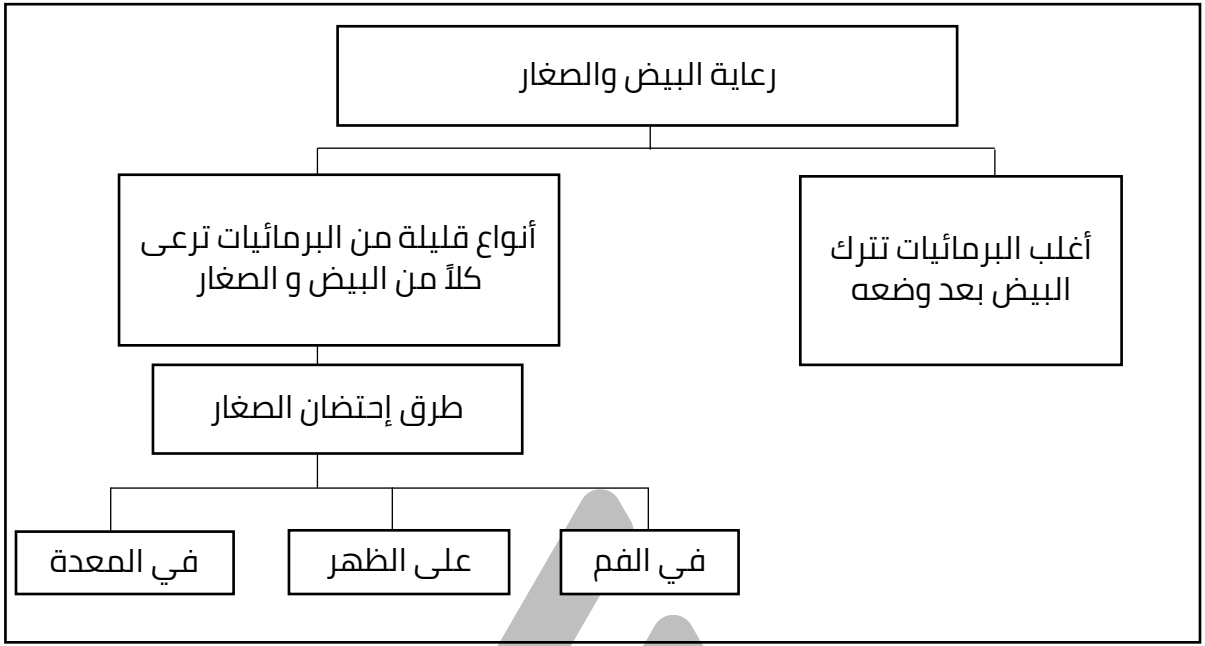 رعاية البيض والصغار
أغلب البرمائيات تترك
البيض بعد وضعه
أنواع قليلة من البرمائيات ترعى
كلاً من البيض و الصغار
طرق إحتضان الصغار
في الفم
على الظهر
في المعدة